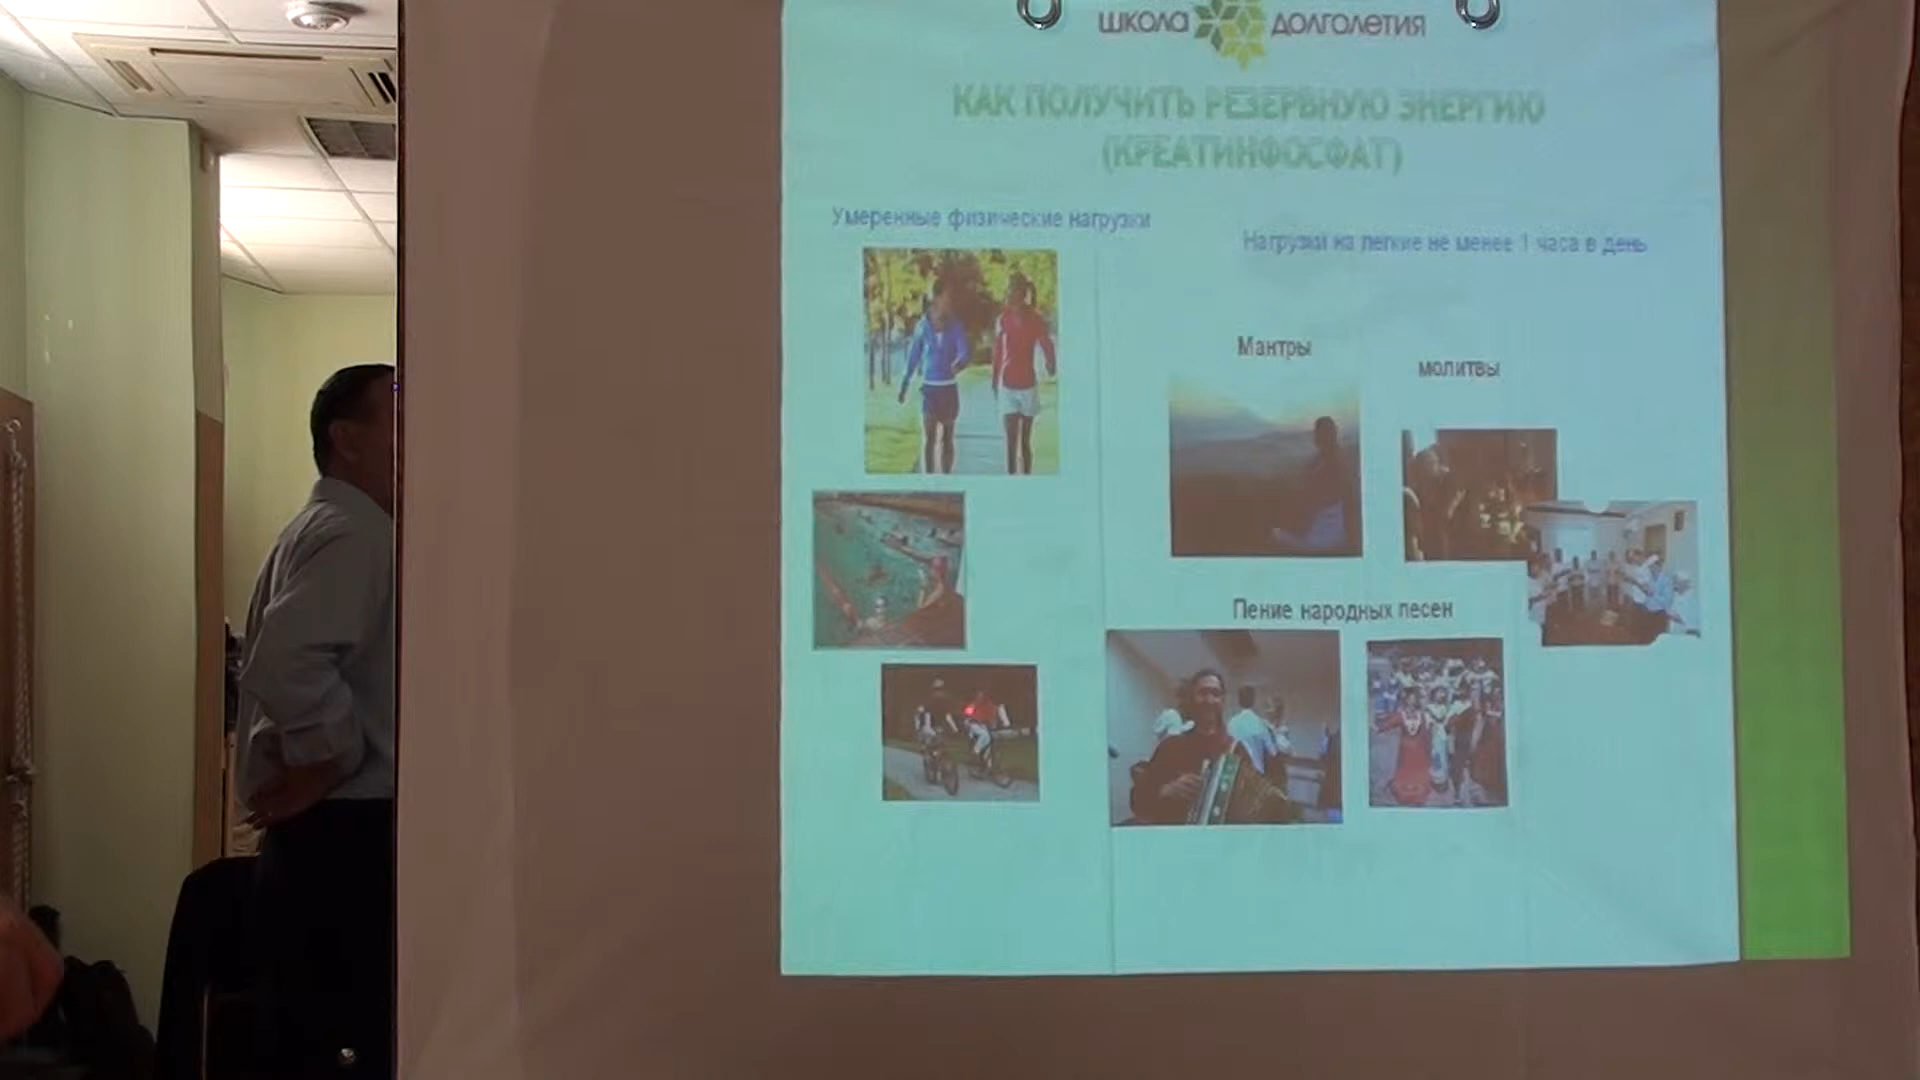 школа долголетия
КАК ПОЛУЧИТЬ РЕЗЕРВНУЮ ЭНЕРГИЮ
(КРЕАТИНФОСФАТ)
Умеренные физические нагрузки
Нагрузки на легкие не менее 1 часа в день
Мантры
молитвы
Пение народных песен